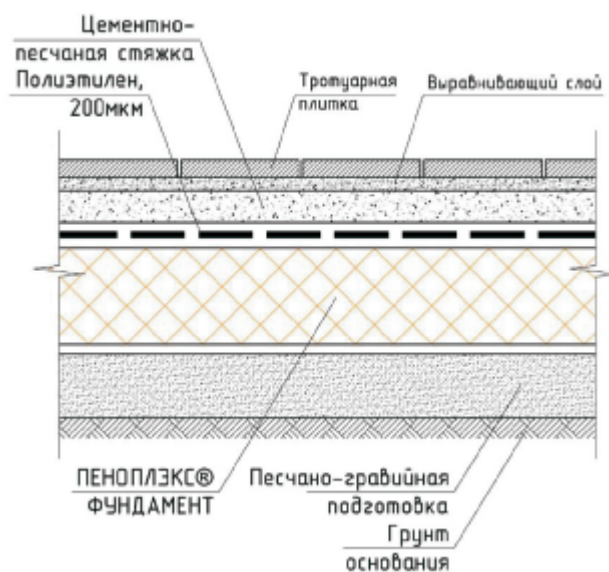 Цементно-
песчаная стяжка
Полиэтилен,
200мкм
Тротуарная
плитка
Выравнивающий слой
ПЕНОПЛЭКС®
ФУНДАМЕНТ
Песчано-гравийная
подготовка
Грунт
основания